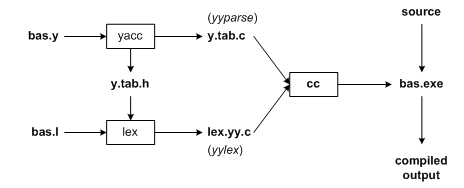 (yyparse)
source
bas.y
yacc
y.tab.c
y.tab.h
cc
bas.exe
bas.l
lex
lex.yy.c
(yylex)
compiled
output